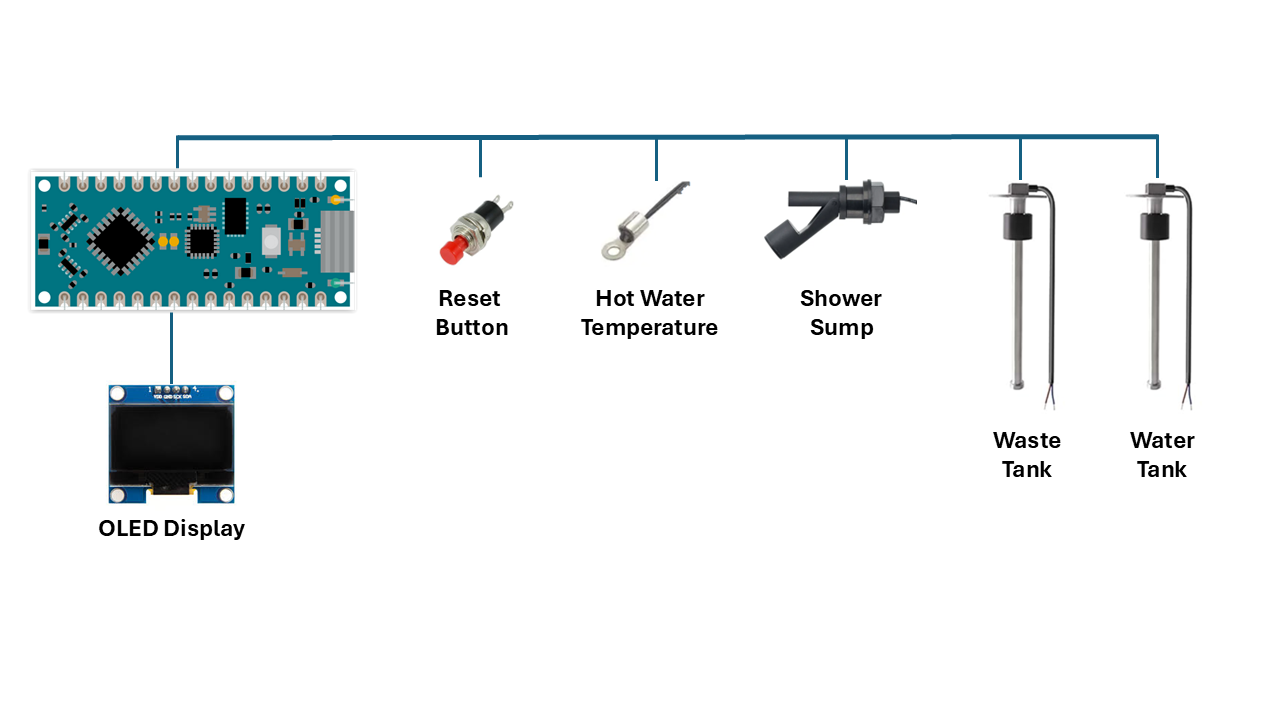 Reset
Button
Hot Water
Temperature
Shower
Sump
Waste
Tank
Water
Tank
VDD GND SCK SDA
OLED Display